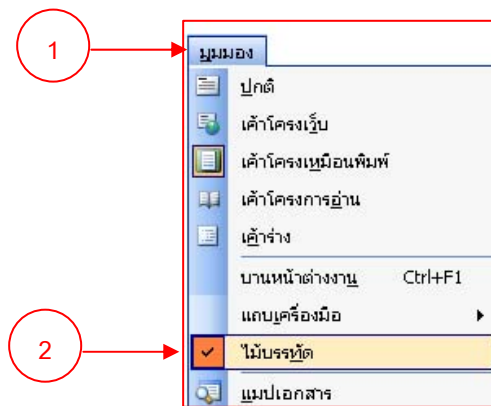 1
มุมมอง
ปกติ
เค้าโครงเว็บ
เค้าโครงเหมือนพิมพ์
เค้าโครงการอ่าน
เค้าร่าง
บานหน้าต่างงาน Ctrl+F1
แถบเครื่องมือ
2
ไม้บรรทัด
แมปเอกสาร